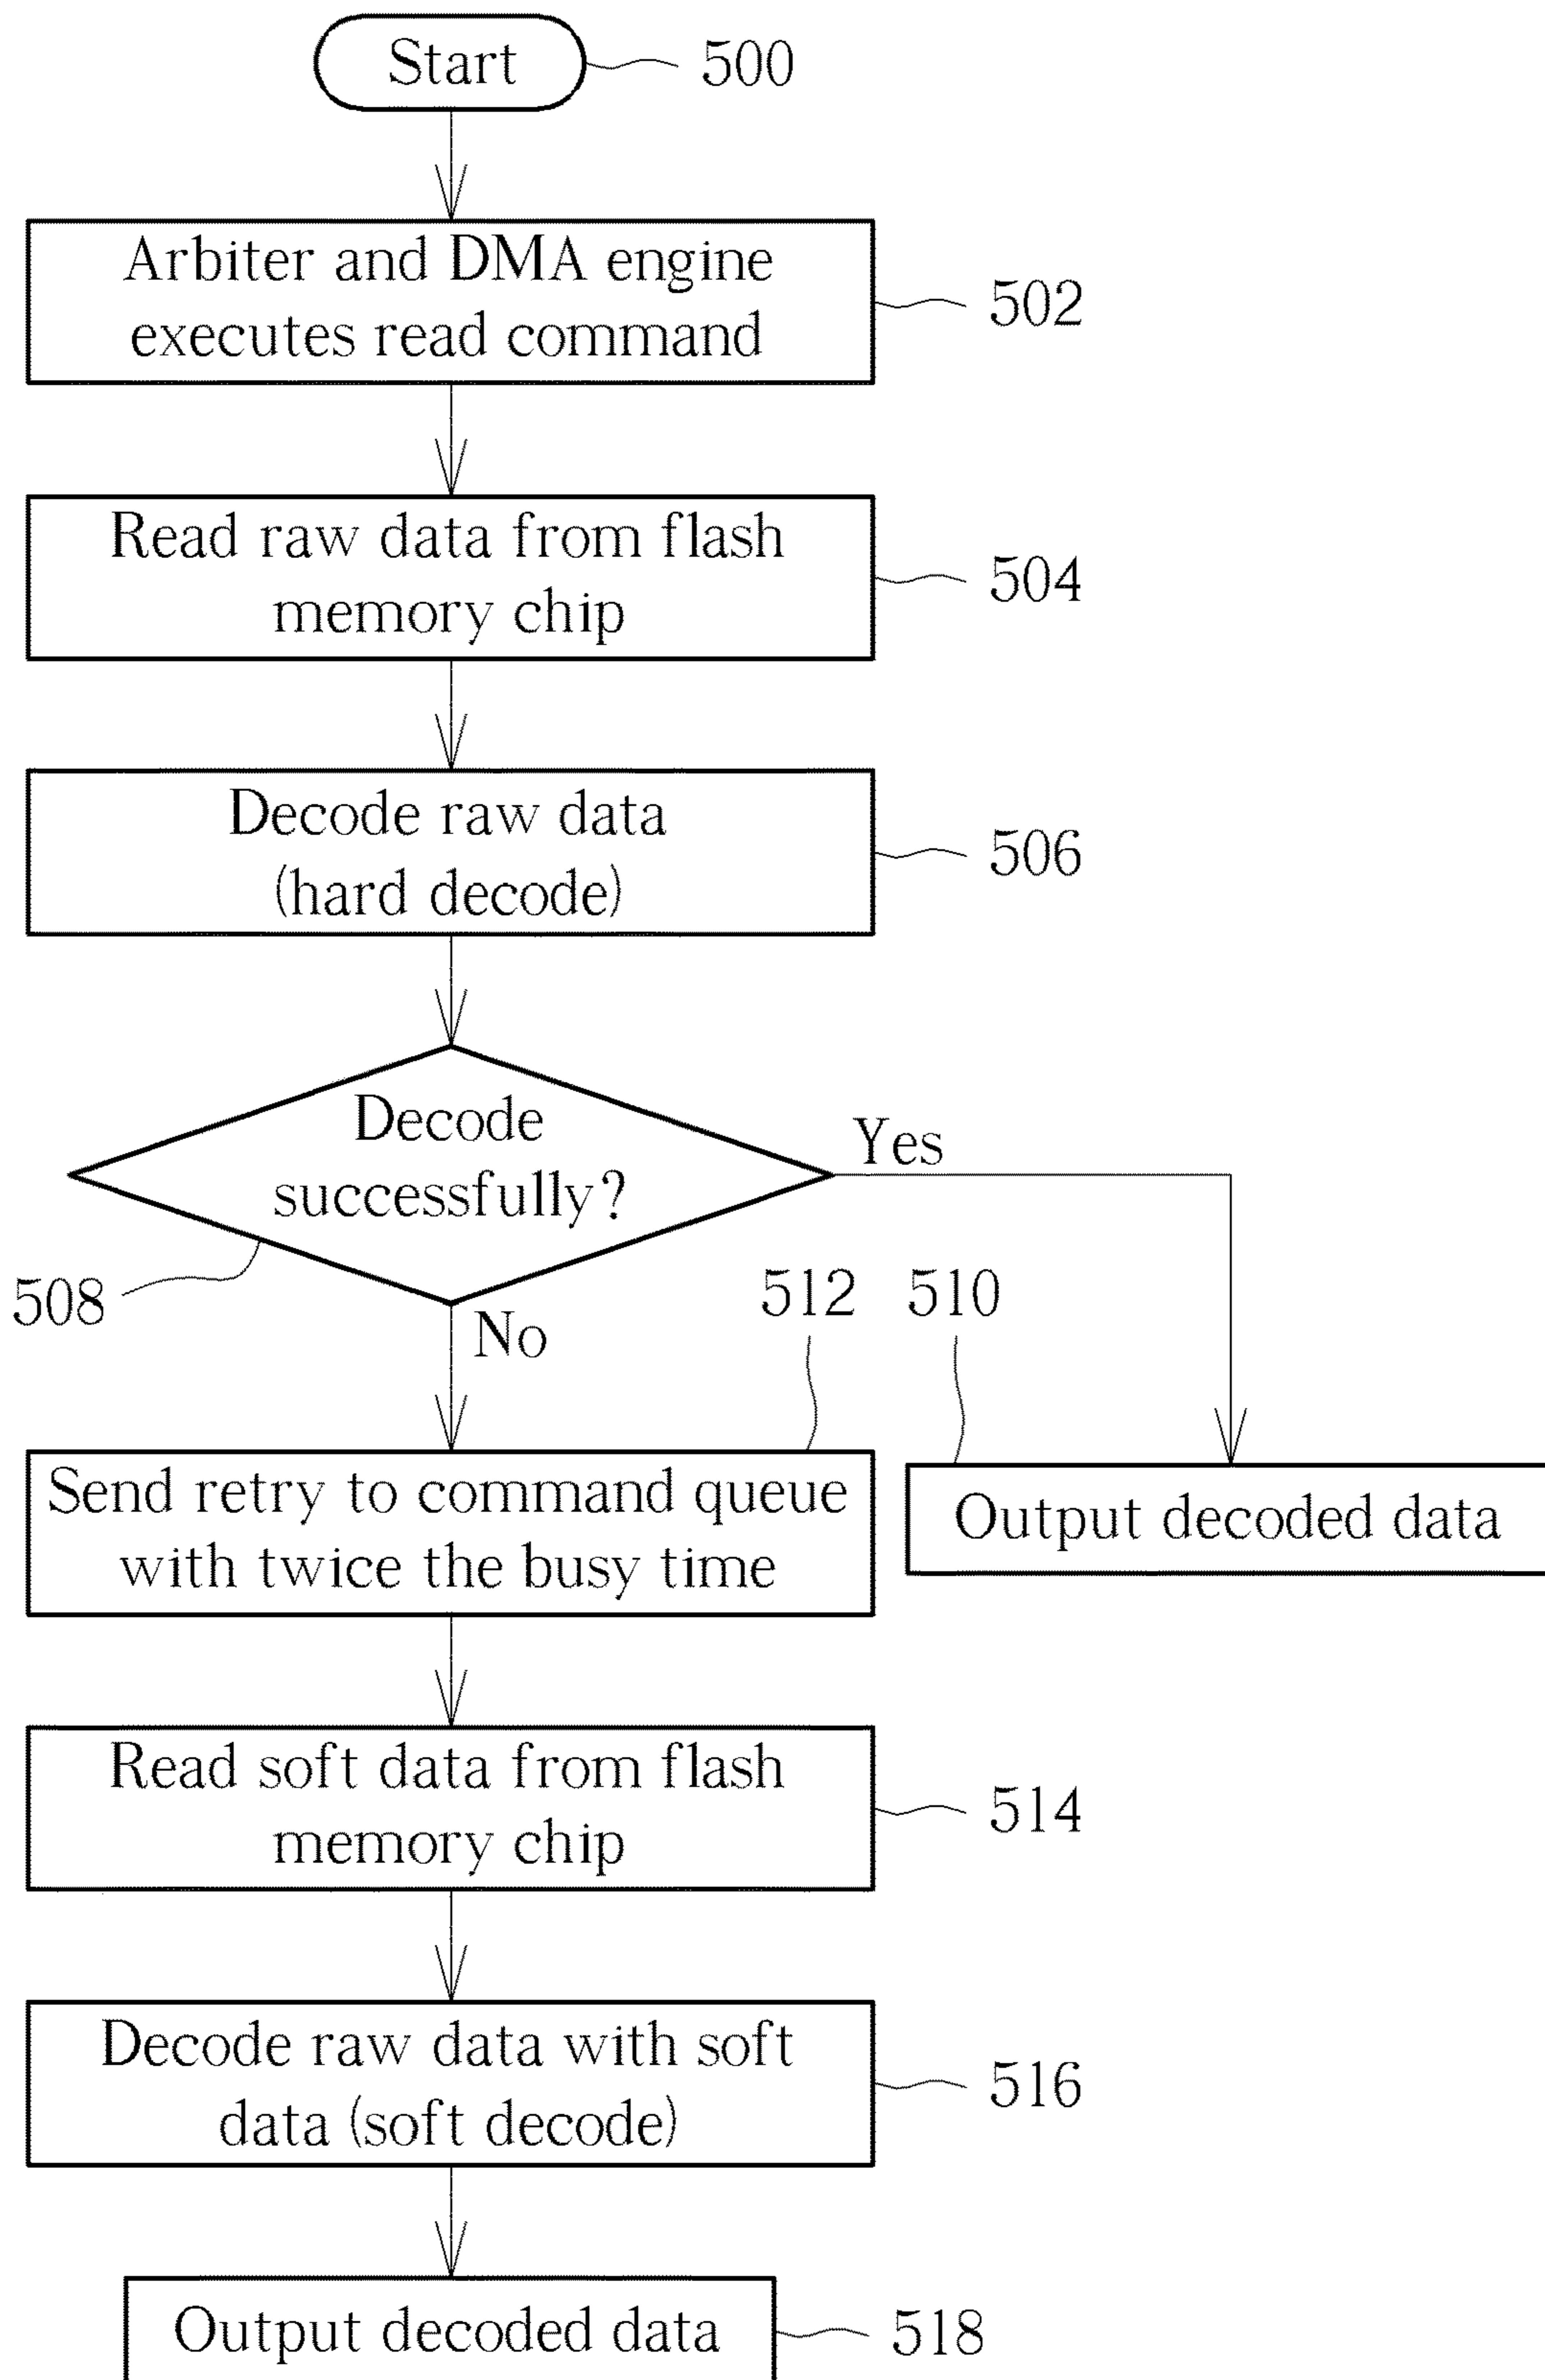 Start
500
Arbiter and DMA engine
executes read command
502
Read raw data from flash
memory chip
504
Decode raw data
(hard decode)
506
Decode
successfully?
Yes
508
No
512
510
Send retry to command queue
with twice the busy time
Output decoded data
Read soft data from flash
memory chip
514
Decode raw data with soft
data (soft decode)
516
Output decoded data
518